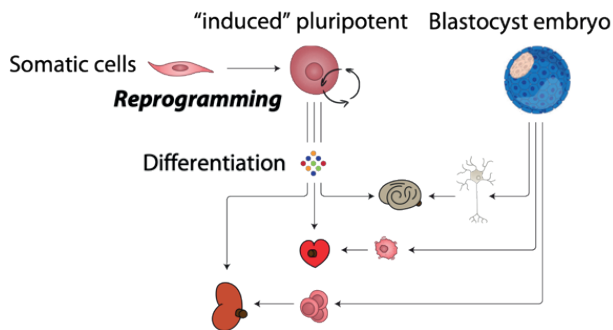 “induced” pluripotent
Blastocyst embryo
Somatic cells
Reprogramming
Differentiation